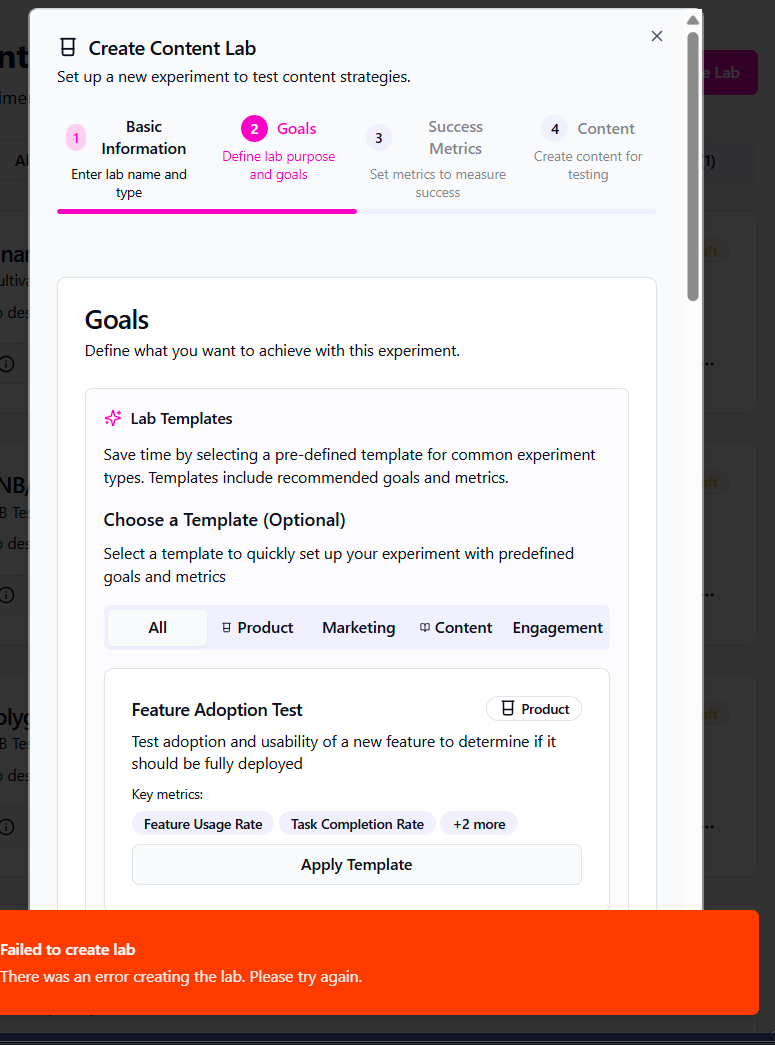 Create Content Lab
Set up a new experiment to test content strategies.
1
Basic
Information
Enter lab name and
type
2
Goals
Define lab purpose
and goals
3
Success
Metrics
Set metrics to measure
success
4
Content
Create content for
testing
Goals
Define what you want to achieve with this experiment.
Lab Templates
Save time by selecting a pre-defined template for common experiment
types. Templates include recommended goals and metrics.
Choose a Template (Optional)
Select a template to quickly set up your experiment with predefined
goals and metrics
All Product Marketing Content Engagement
Feature Adoption Test Product
Test adoption and usability of a new feature to determine if it
should be fully deployed
Key metrics:
Feature Usage Rate Task Completion Rate +2 more
Apply Template
Failed to create lab
There was an error creating the lab. Please try again.
Lab